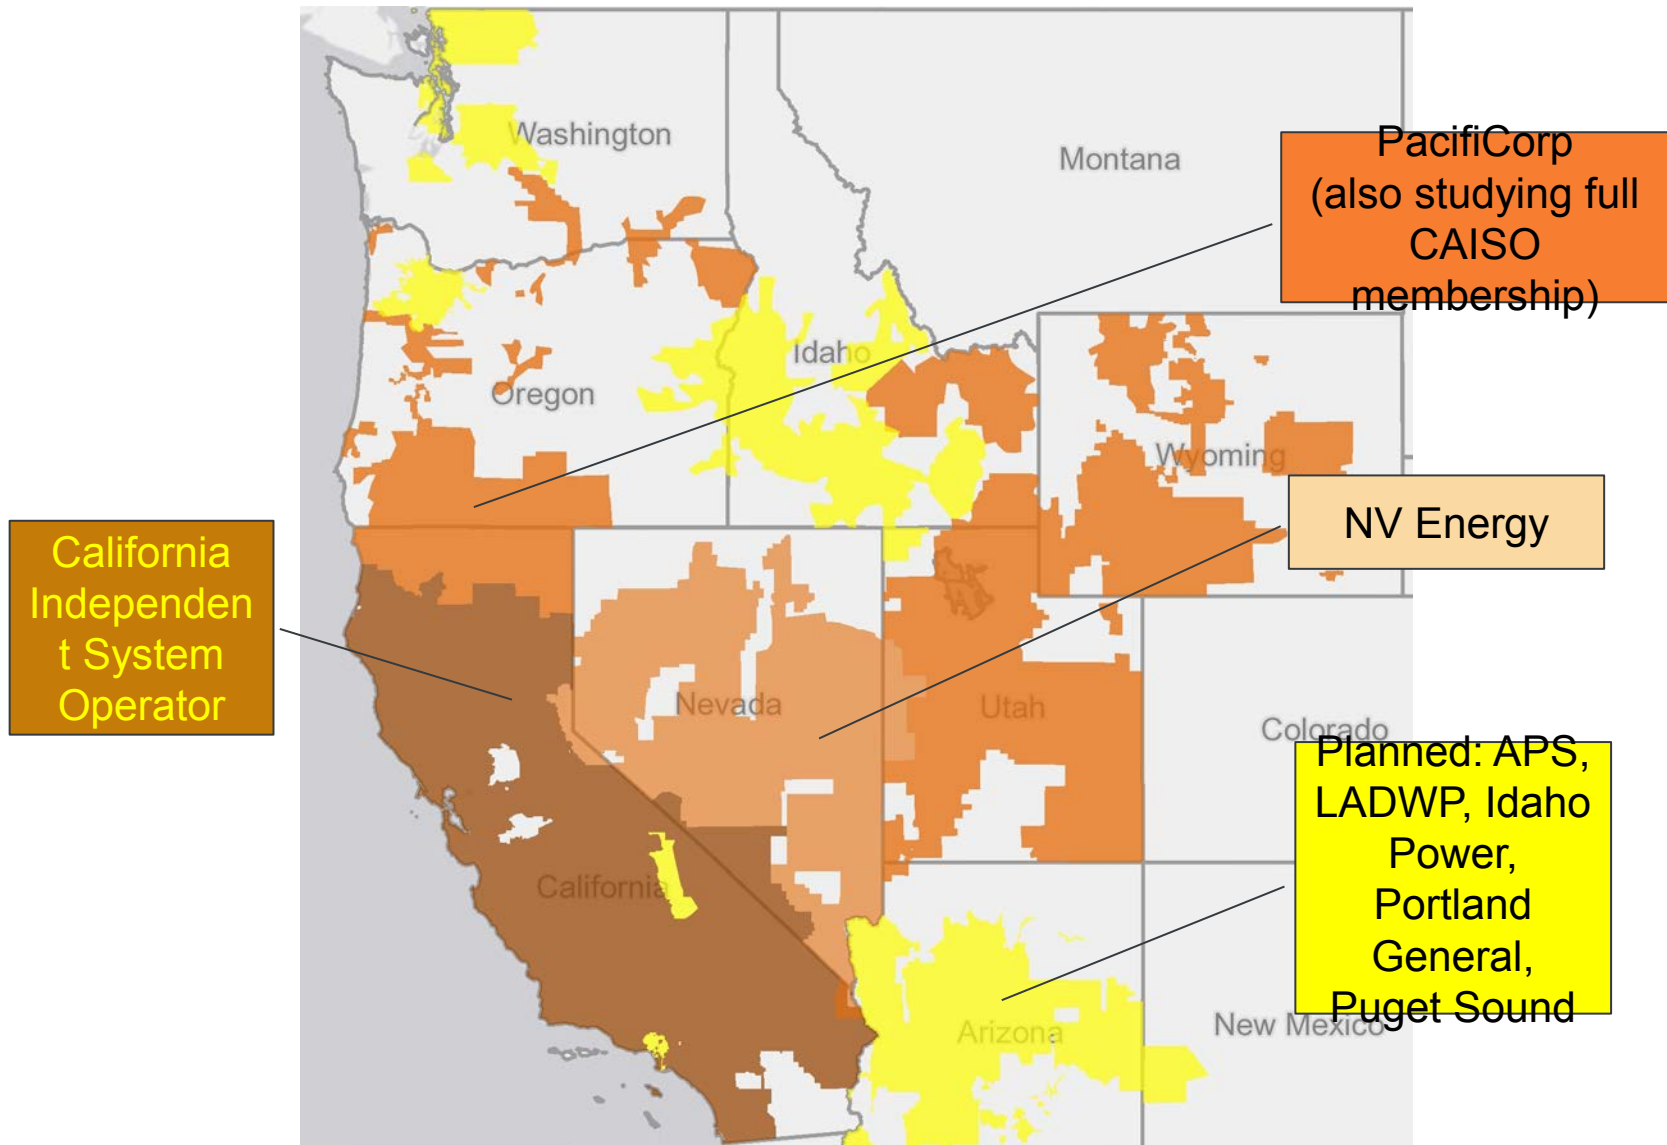 Washington
Montana
PacifiCorp
(also studying full
CAISO
membership)
Idaho
Oregon
Wyoming
NV Energy
California
Independen
t System
Operator
Nevada
Utah
Colorado
Planned: APS,
LADWP, Idaho
Power,
Portland
General,
Puget Sound
California
Arizona
New Mexico